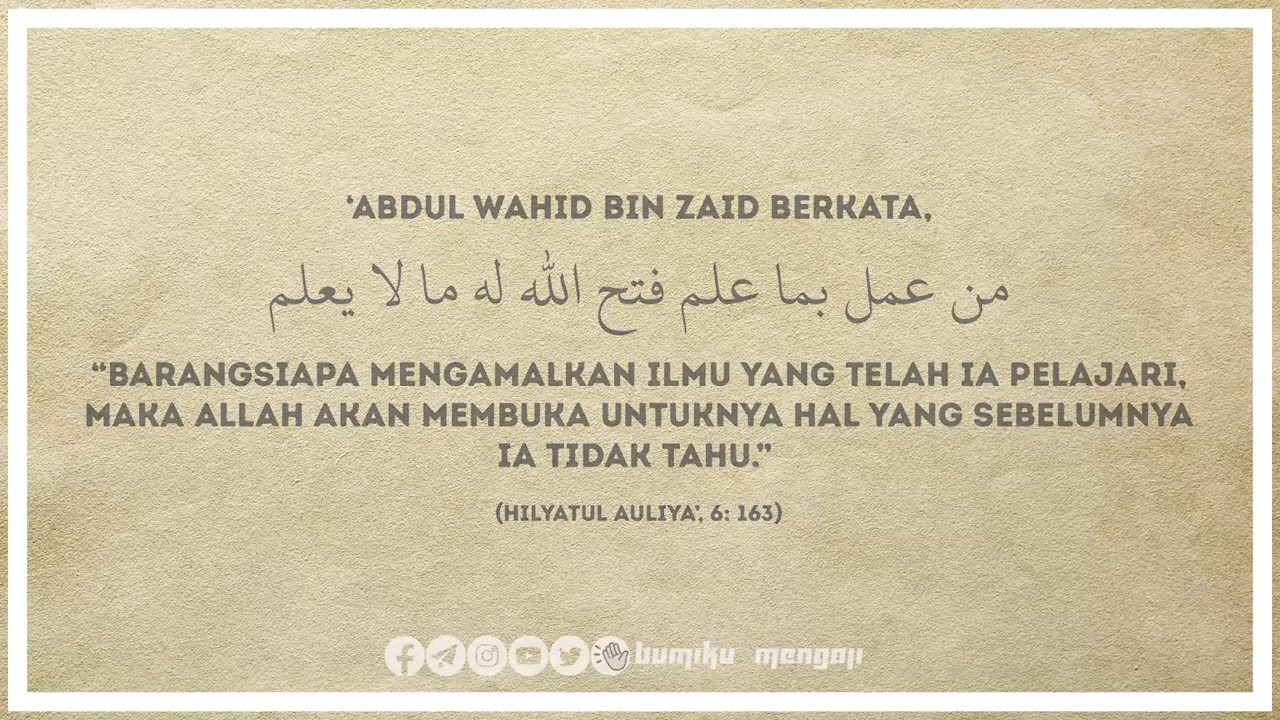 ‘ABDUL WAHID BIN ZAID BERKATA,
من عمل بما علم فتح الله له ما لا يعلم
“BARANGSIAPA MENGAMALKAN ILMU YANG TELAH IA PELAJARI,
MAKA ALLAH AKAN MEMBUKA UNTUKNYA HAL YANG SEBELUMNYA
IA TIDAK TAHU.”
(HILYATUL AULIYA’, 6: 163)
bumiku mengaji